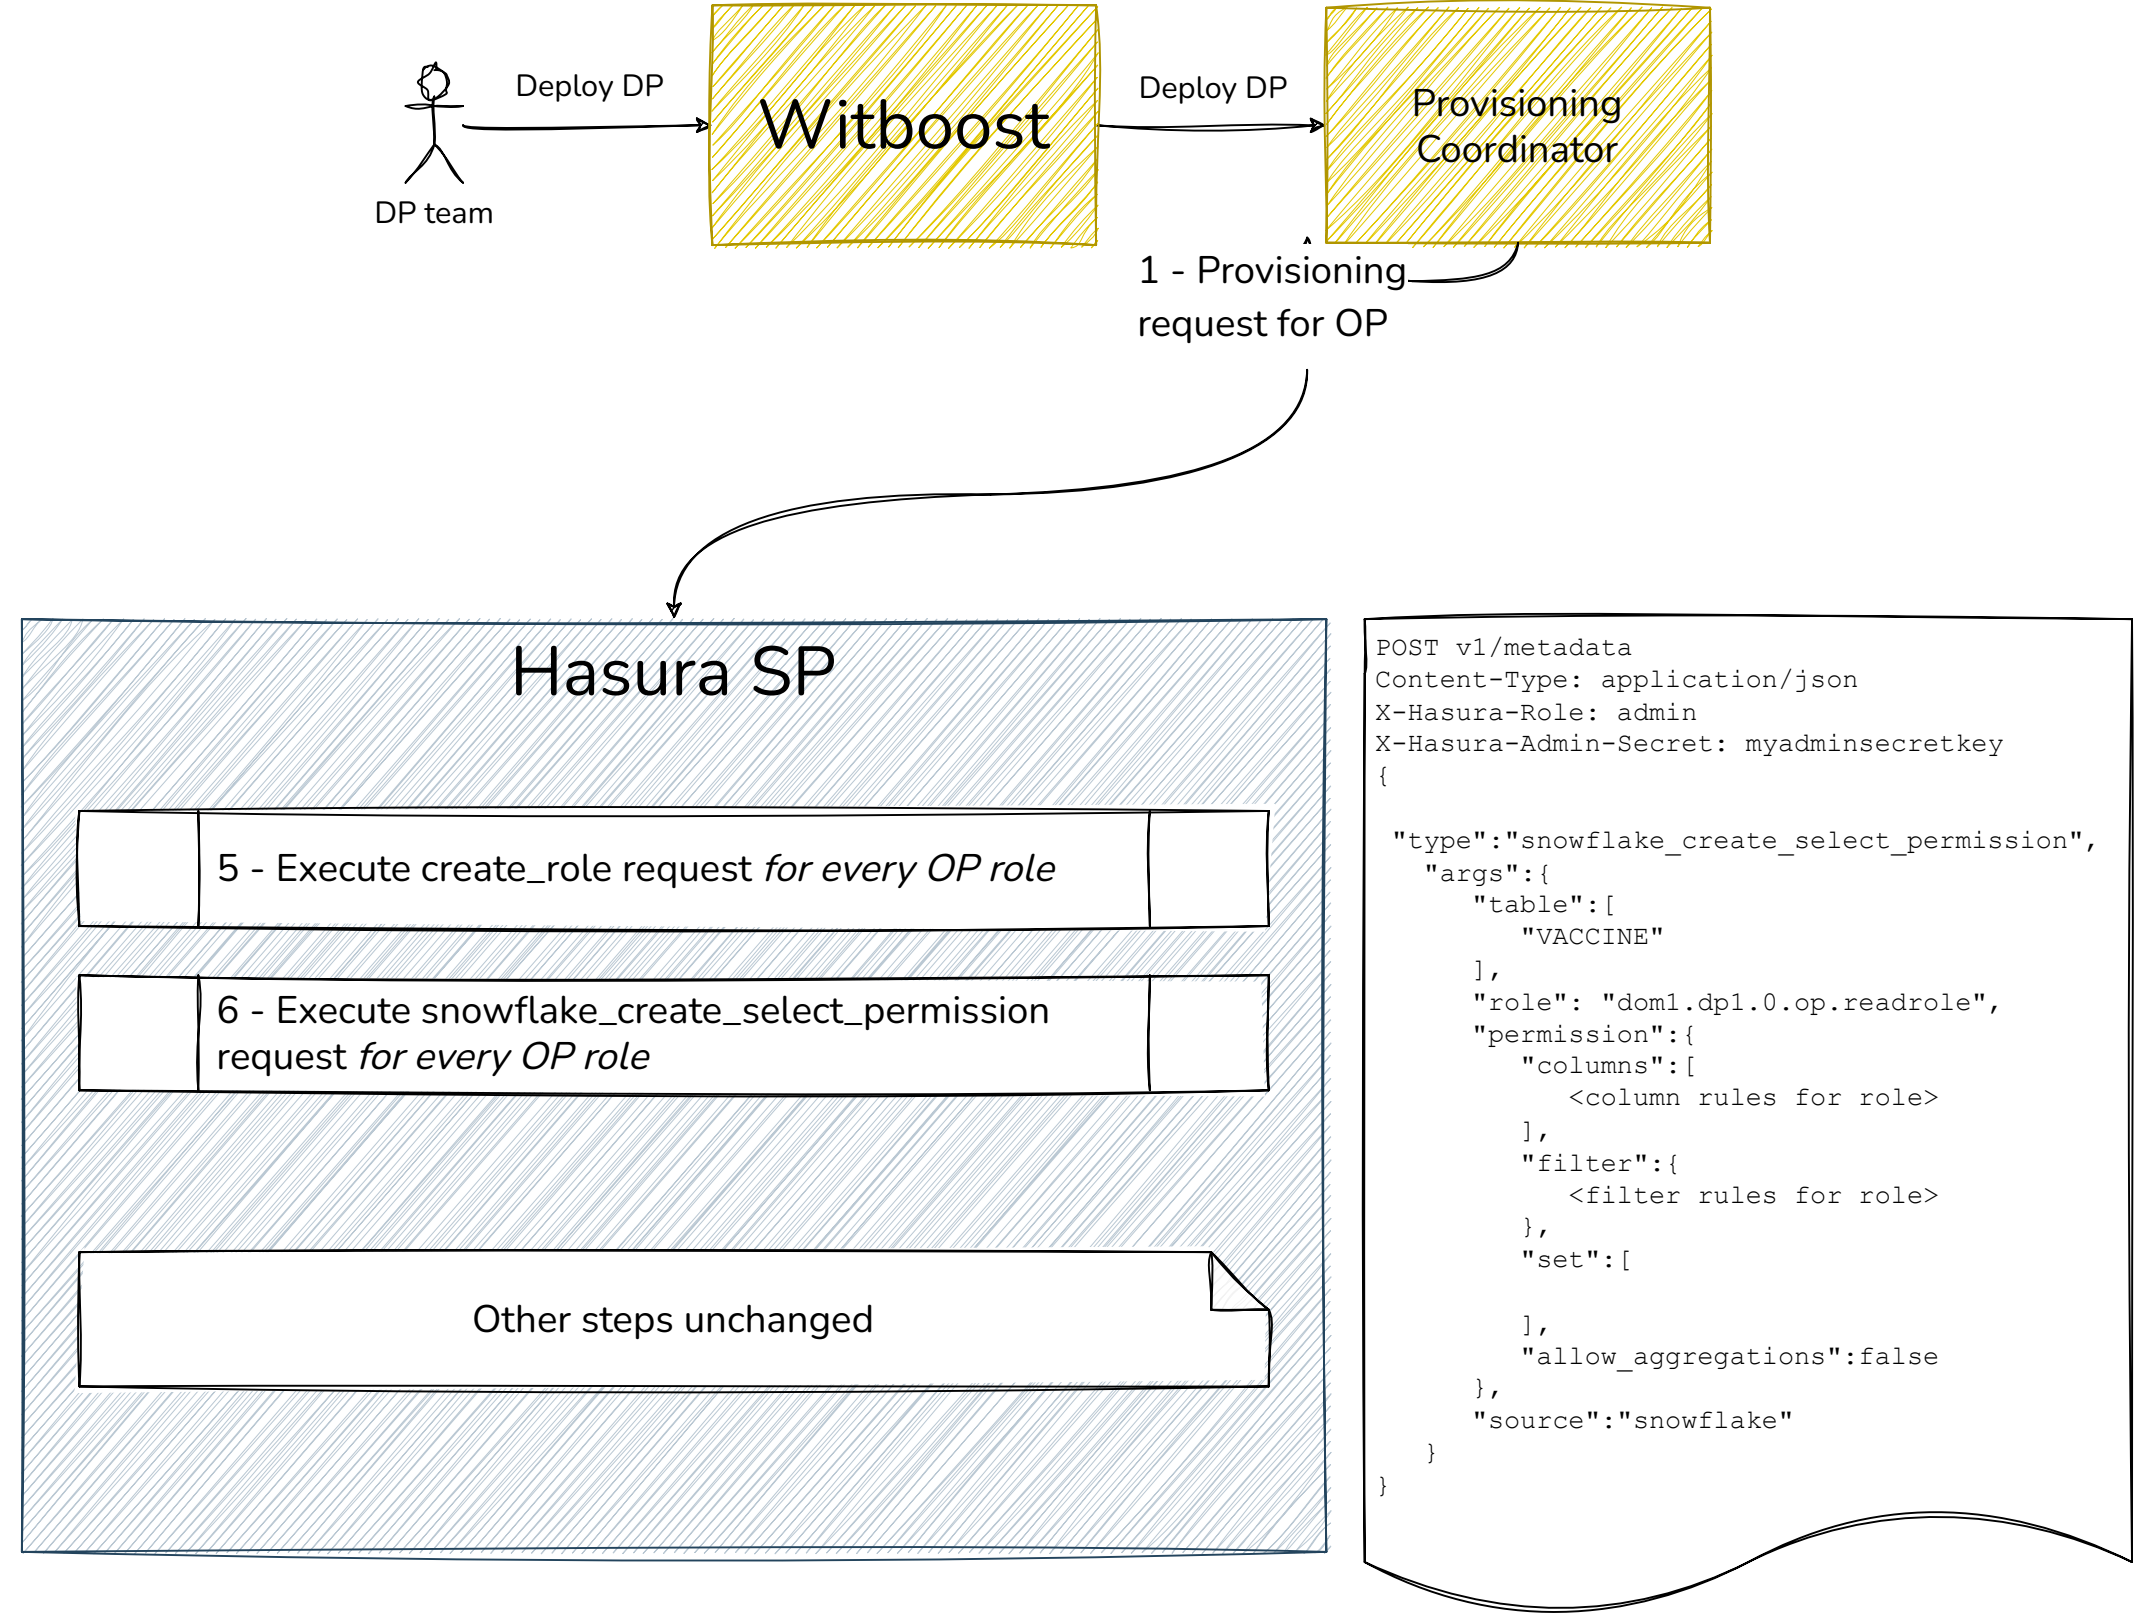 Deploy DP
Witboost
Deploy DP
Provisioning
Coordinator
DP team
1 - Provisioning
request for OP
Hasura SP
5 - Execute create_role request for every OP role
6 - Execute snowflake_create_select_permission
request for every OP role
Other steps unchanged
POST v1/metadata
Content-Type: application/json
X-Hasura-Role: admin
X-Hasura-Admin-Secret: myadminsecretkey
{
"type":"snowflake_create_select_permission",
"args":{
"table":[
"VACCINE"
],
"role": "dom1.dp1.0.op.readrole",
"permission":{
"columns":[
<column rules for role>
],
"filter":{
<filter rules for role>
},
"set":[
],
"allow_aggregations":false
},
"source":"snowflake"
}
}